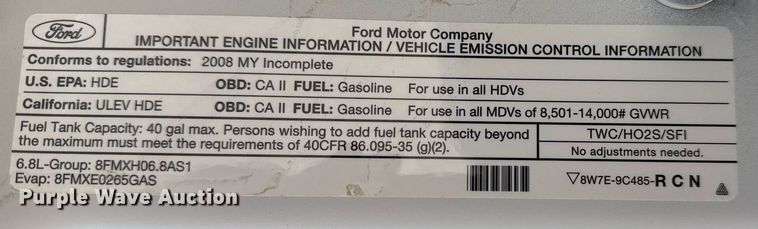 Ford
Ford Motor Company
IMPORTANT ENGINE INFORMATION / VEHICLE EMISSION CONTROL INFORMATION
Conforms to regulations: 2008 MY Incomplete
U.S. EPA: HDE OBD: CA II FUEL: Gasoline For use in all HDVs
California: ULEV HDE OBD: CA II FUEL: Gasoline For use in all MDVs of 8,501-14,000# GVWR
Fuel Tank Capacity: 40 gal max. Persons wishing to add fuel tank capacity beyond
the maximum must meet the requirements of 40CFR 86.095-35 (g)(2).
TWC/HO2S/SFI
No adjustments needed.
6.8L-Group: 8FMXH06.8AS1
Evap: 8FMXE0265GAS
▽8W7E-9C485-R C N
Purple Wave Auction